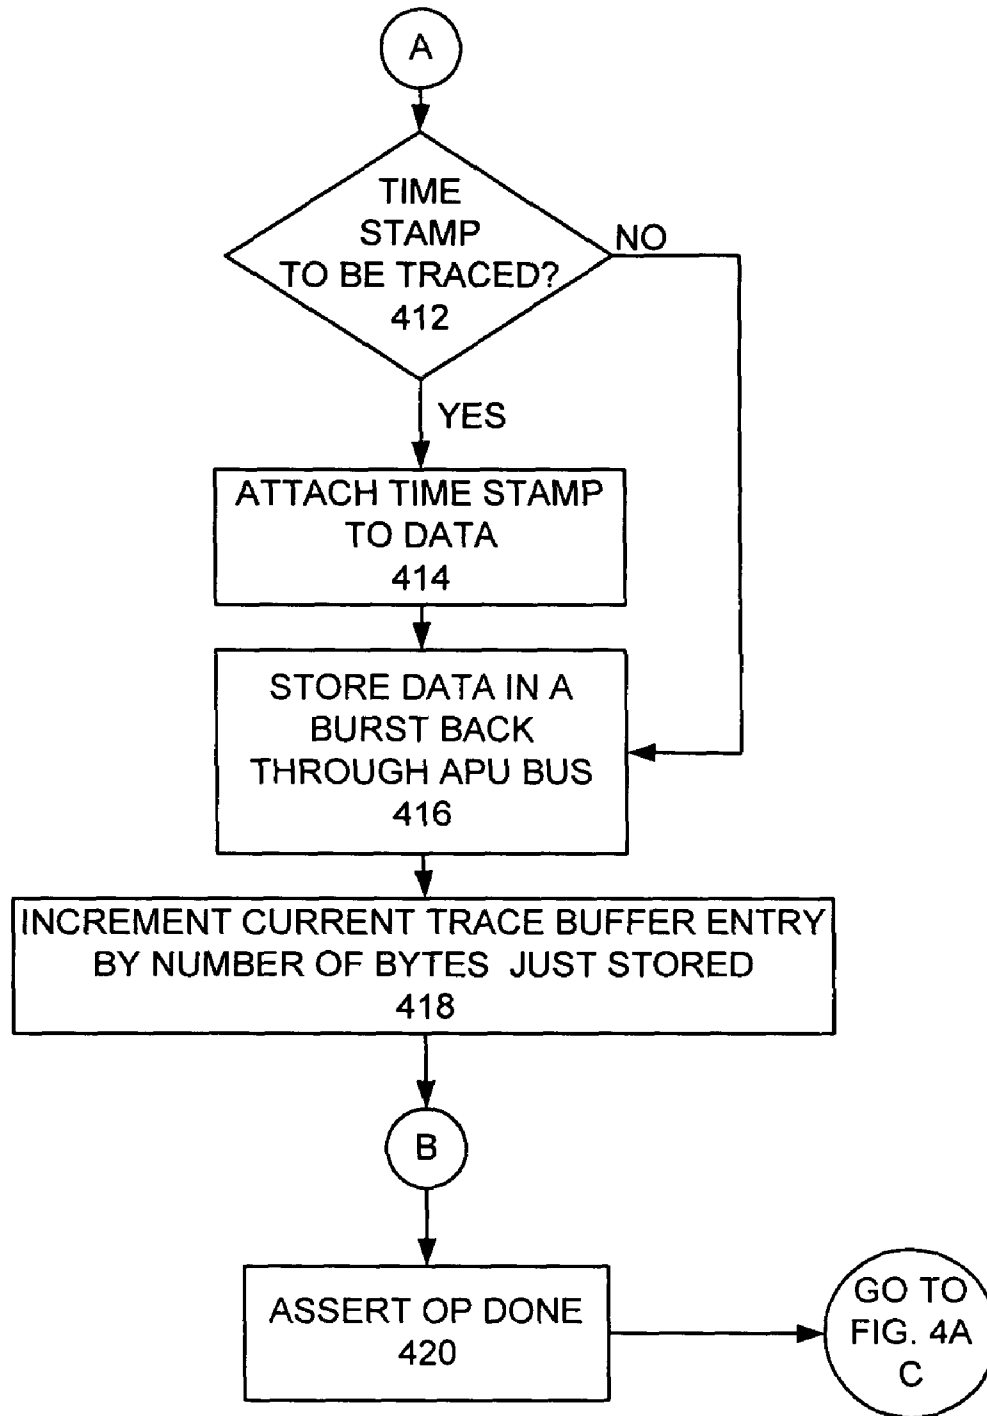 A
TIME
STAMP
TO BE TRACED?
412
NO
YES
ATTACH TIME STAMP
TO DATA
414
STORE DATA IN A
BURST BACK
THROUGH APU BUS
416
INCREMENT CURRENT TRACE BUFFER ENTRY
BY NUMBER OF BYTES JUST STORED
418
B
ASSERT OP DONE
420
GO TO
FIG. 4A
C